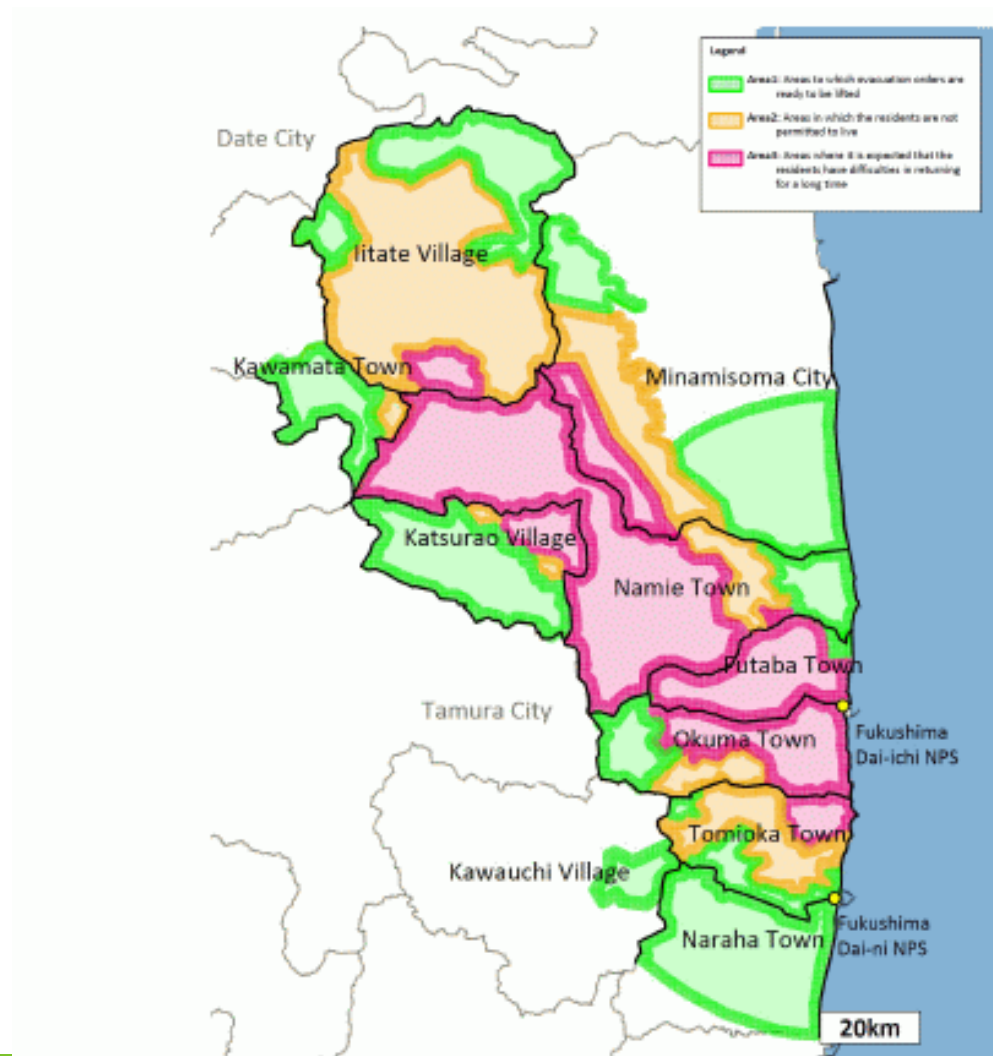 Legend
Area1: Areas to which evacuation orders are
ready to be lifted
Area2: Areas in which the residents are not
permitted to live
Area3: Areas where it is expected that the
residents have difficulties in returning
for a long time
Date City
Iitate Village
Kawamata Town
Minamisoma City
Katsurao Village
Namie Town
Futaba Town
Tamura City
Okuma Town
Fukushima
Dai-ichi NPS
Tomioka Town
Kawauchi Village
Fukushima
Dai-ni NPS
Naraha Town
20km